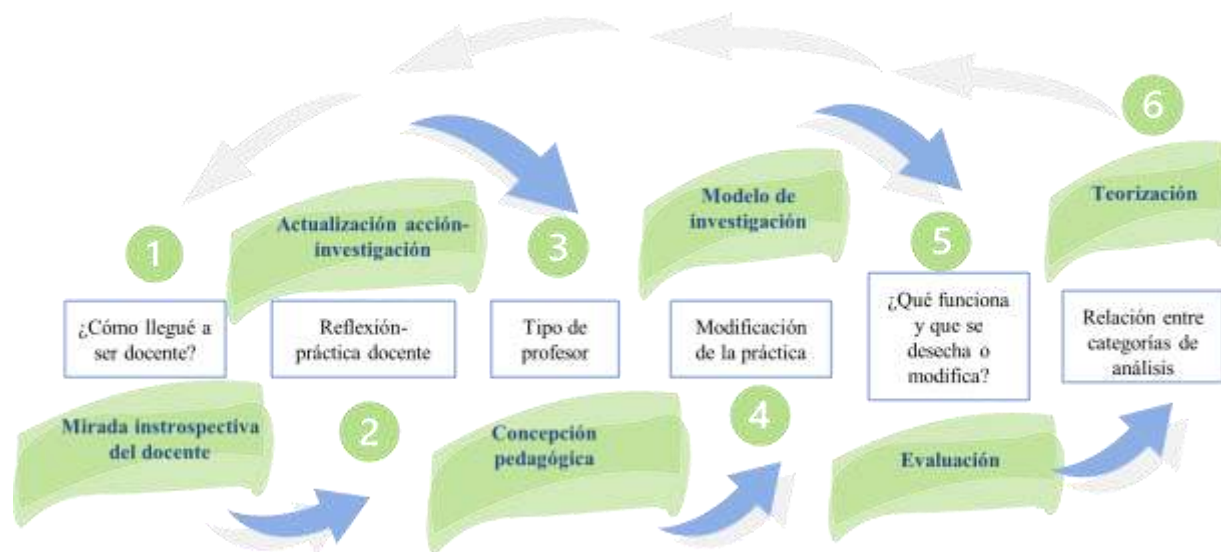 1
¿Cómo llegué a
ser docente?
Mirada instrospectiva
del docente
Actualización acción-
investigación
Reflexión-
práctica docente
2
3
Tipo de
profesor
Concepción
pedagógica
Modelo de
investigación
Modificación
de la práctica
4
5
¿Qué funciona
y que se
desecha o
modifica?
Evaluación
6
Teorización
Relación entre
categorías de
análisis